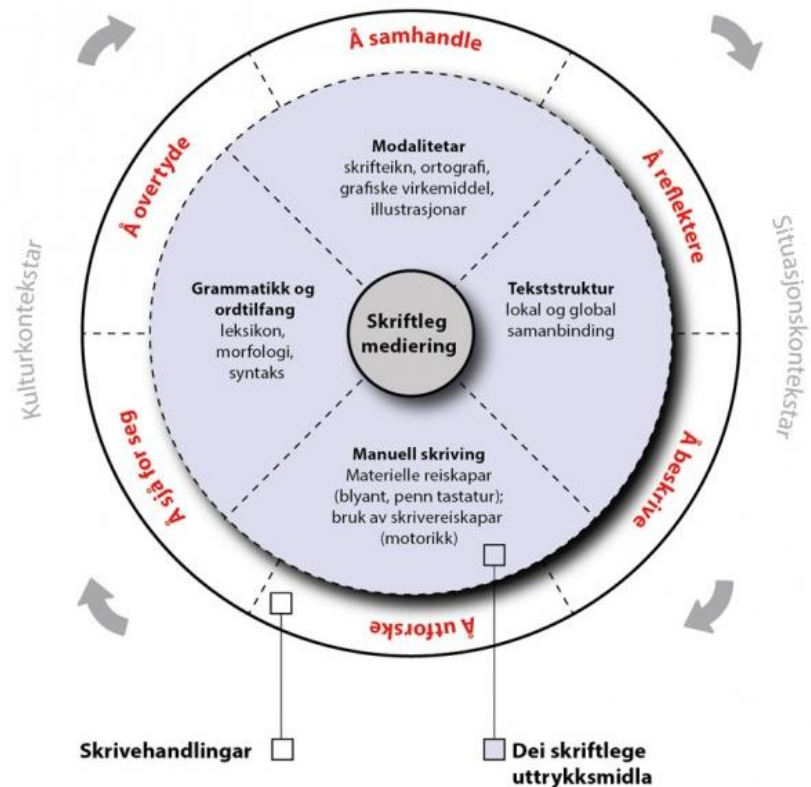 Å samhandle
Å overtyde
Å reflektere
Modalitetar
skrifteikn, ortografi,
grafiske virkemiddel,
illustrasjonar
Kulturkontekstar
Situasjonskontekstar
Grammatikk og
ordtilfang
leksikon,
morfologi,
syntaks
Skriftleg
mediering
Tekststruktur
lokal og global
samanbinding
Manuell skriving
Materielle reiskapar
(blyant, penn tastatur);
bruk av skrivereiskapar
(motorikk)
Å sjå for seg
Å beskrive
Å utforske
Skrivehandlingar
Dei skriftlege
uttrykksmidla